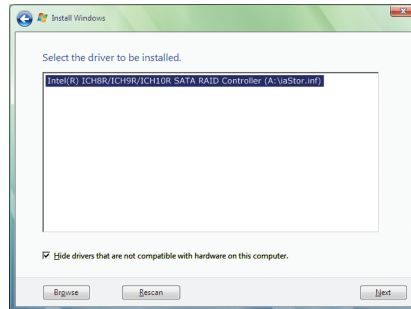 Install Windows
Select the driver to be installed.
Intel(R) ICH8R/ICH9R/ICH10R SATA RAID Controller (A:\iaStor.inf)
Hide drivers that are not compatible with hardware on this computer.
Browse Rescan Next